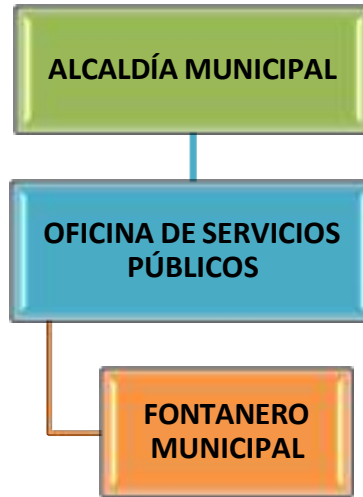 ALCALDÍA MUNICIPAL
OFICINA DE SERVICIOS
PÚBLICOS
FONTANERO
MUNICIPAL